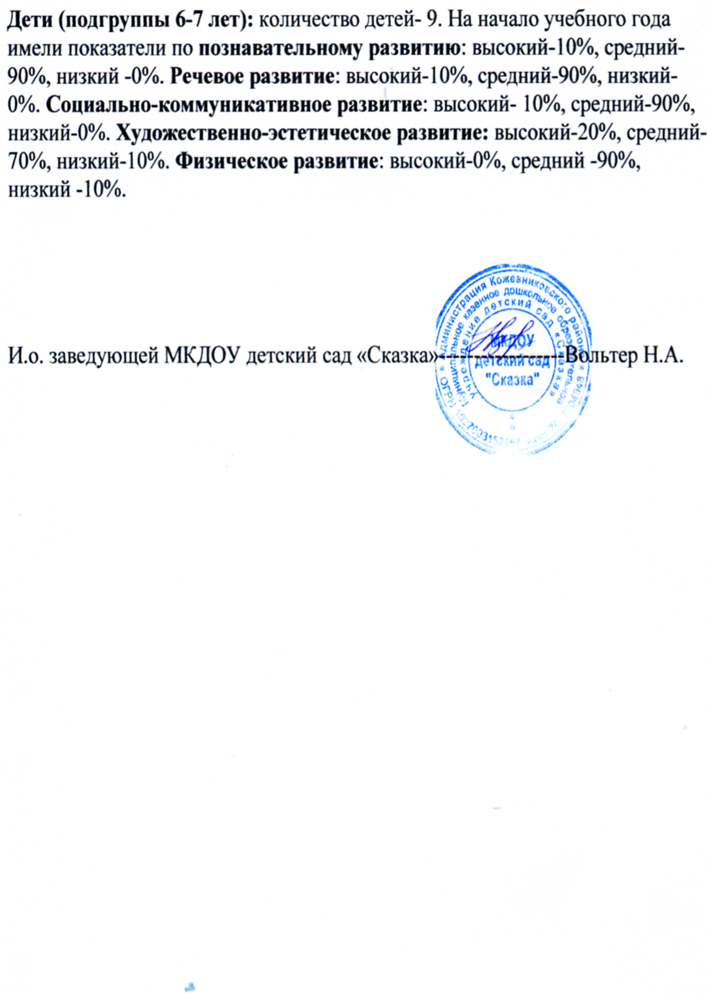 Дети (подгруппы 6-7 лет): количество детей- 9. На начало учебного года
имели показатели по познавательному развитию: высокий-10%, средний-
90%, низкий -0%. Речевое развитие: высокий-10%, средний-90%, низкий-
0%. Социально-коммуникативное развитие: высокий- 10%, средний-90%,
низкий-0%. Художественно-эстетическое развитие: высокий-20%, средний-
70%, низкий-10%. Физическое развитие: высокий-0%, средний -90%,
низкий -10%.
И.о. заведующей МКДОУ детский сад «Сказка»------------------Вольтер Н.А.
Администрация Кожевниковского района
Муниципальное казенное дошкольное образовательное
учреждение детский сад «Сказка»
МКДОУ
детский сад
"Сказка"